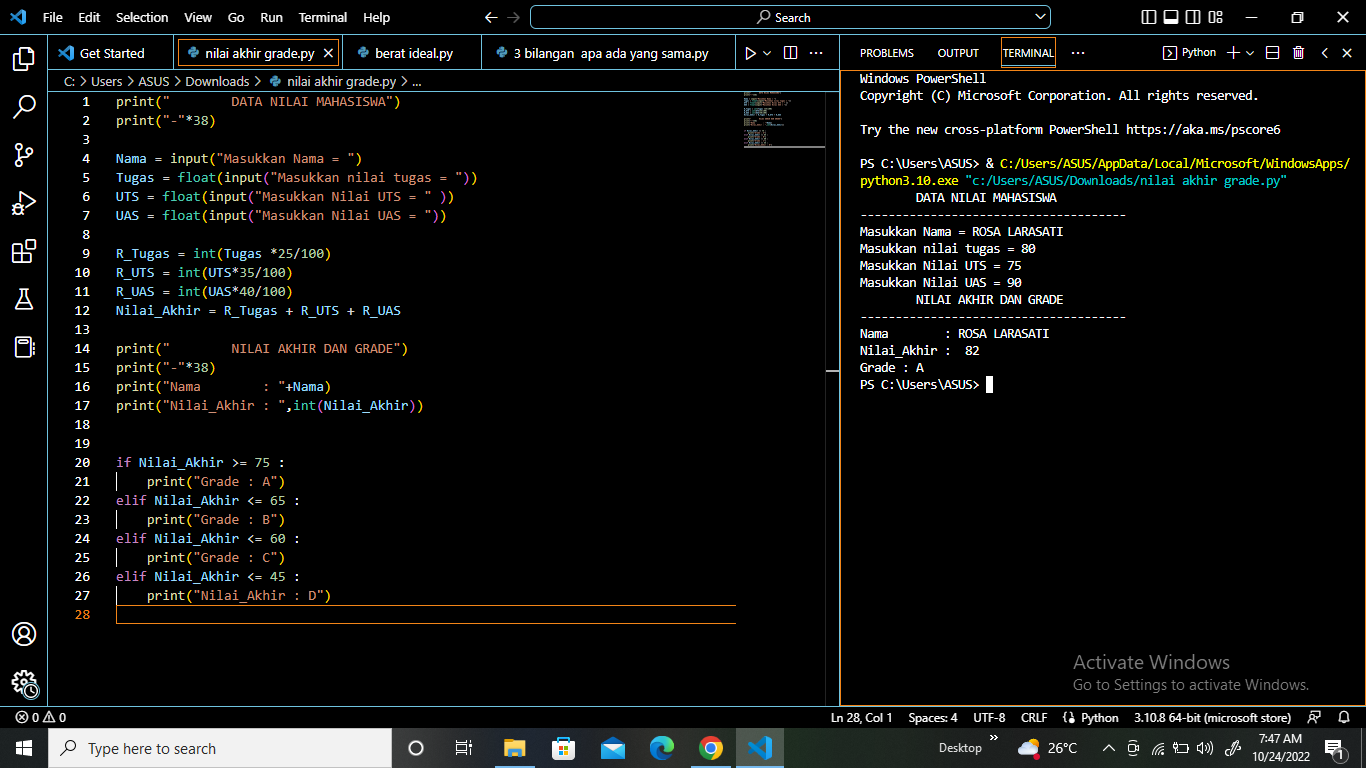 File Edit Selection View Go Run Terminal Help
Search
Get Started
nilai akhir grade.py
berat ideal.py
3 bilangan  apa ada yang sama.py
C: > Users > ASUS > Downloads > nilai akhir grade.py > ...
1 print("        DATA NILAI MAHASISWA")
2 print("-"*38)
3
4 Nama = input("Masukkan Nama = ")
5 Tugas = float(input("Masukkan nilai tugas = "))
6 UTS = float(input("Masukkan Nilai UTS = " ))
7 UAS = float(input("Masukkan Nilai UAS = "))
8
9 R_Tugas = int(Tugas *25/100)
10 R_UTS = int(UTS*35/100)
11 R_UAS = int(UAS*40/100)
12 Nilai_Akhir = R_Tugas + R_UTS + R_UAS
13
14 print("        NILAI AKHIR DAN GRADE")
15 print("-"*38)
16 print("Nama        : "+Nama)
17 print("Nilai_Akhir : ",int(Nilai_Akhir))
18
19
20 if Nilai_Akhir >= 75 :
21     print("Grade : A")
22 elif Nilai_Akhir <= 65 :
23     print("Grade : B")
24 elif Nilai_Akhir <= 60 :
25     print("Grade : C")
26 elif Nilai_Akhir <= 45 :
27     print("Nilai_Akhir : D")
28
PROBLEMS OUTPUT TERMINAL ... Python
Windows PowerShell
Copyright (C) Microsoft Corporation. All rights reserved.
Try the new cross-platform PowerShell https://aka.ms/pscore6
PS C:\Users\ASUS> & C:/Users/ASUS/AppData/Local/Microsoft/WindowsApps/
python3.10.exe "c:/Users/ASUS/Downloads/nilai akhir grade.py"
        DATA NILAI MAHASISWA
--------------------------------------
Masukkan Nama = ROSA LARASATI
Masukkan nilai tugas = 80
Masukkan Nilai UTS = 75
Masukkan Nilai UAS = 90
        NILAI AKHIR DAN GRADE
--------------------------------------
Nama        : ROSA LARASATI
Nilai_Akhir :  82
Grade : A
PS C:\Users\ASUS>
Activate Windows
Go to Settings to activate Windows.
0 0
Ln 28, Col 1 Spaces: 4 UTF-8 CRLF Python 3.10.8 64-bit (microsoft store)
Type here to search
Desktop
26°C
7:47 AM
10/24/2022
1